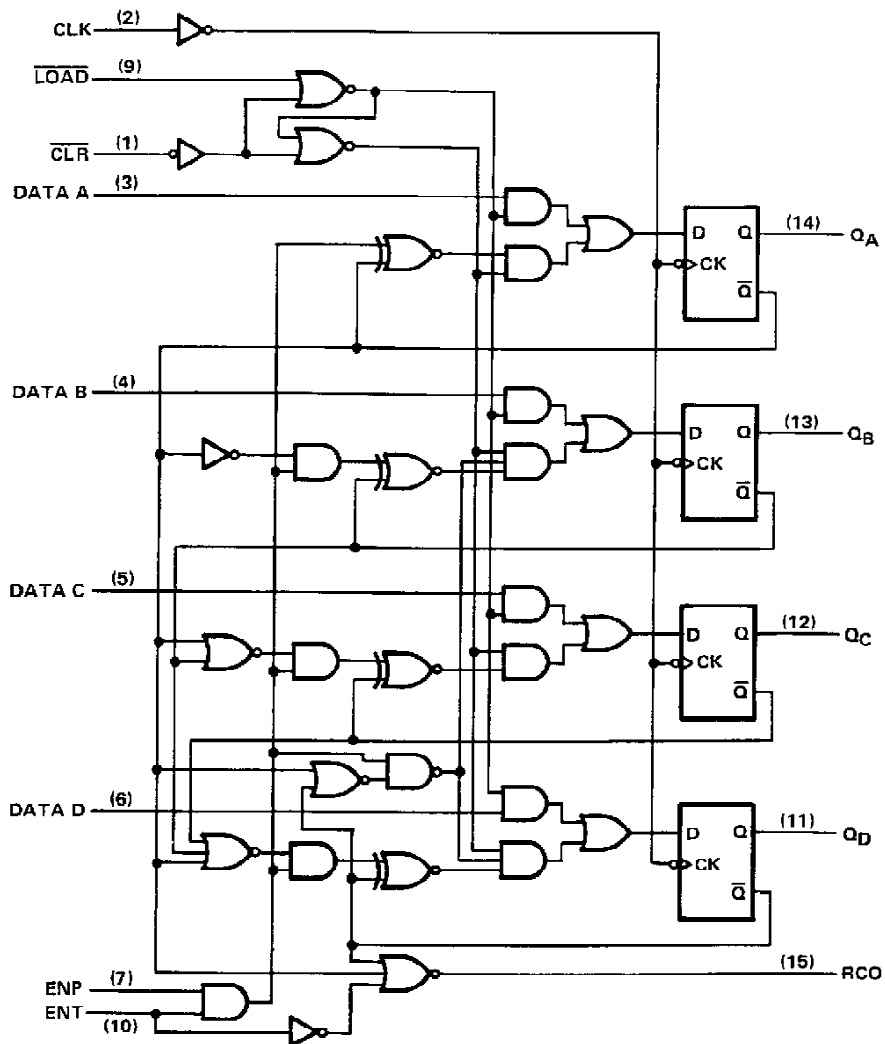 CLK (2)
LOAD (9)
CLR (1)
DATA A (3)
D Q (14) QA
CK
Q
DATA B (4)
D Q (13) QB
CK
Q
DATA C (5)
D Q (12) QC
CK
Q
DATA D (6)
D Q (11) QD
CK
Q
ENP (7)
ENT (10)
(15) RCO